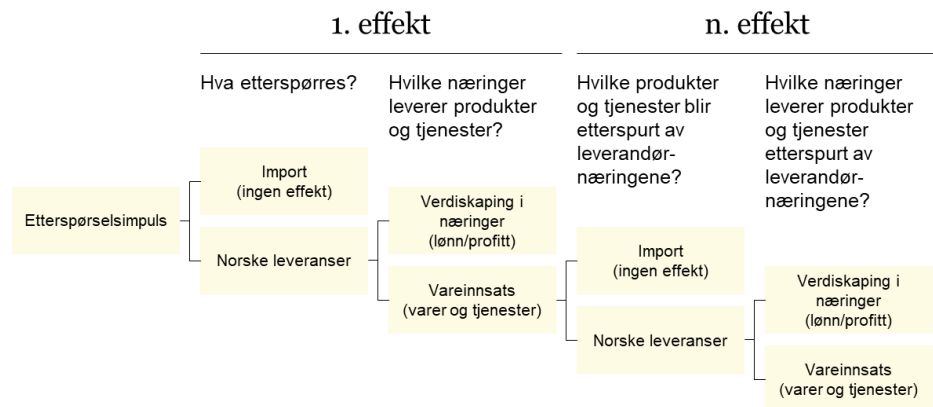 1. effekt
n. effekt
Hva etterspørres?
Hvilke næringer
leverer produkter
og tjenester?
Hvilke produkter
og tjenester blir
etterspurt av
leverandør-
næringene?
Hvilke næringer
leverer produkter
og tjenester
etterspurt av
leverandør-
næringene?
Etterspørselsimpuls
Import
(ingen effekt)
Norske leveranser
Verdiskaping i
næringer
(lønn/profitt)
Vareinnsats
(varer og tjenester)
Import
(ingen effekt)
Norske leveranser
Verdiskaping i
næringer
(lønn/profitt)
Vareinnsats
(varer og tjenester)